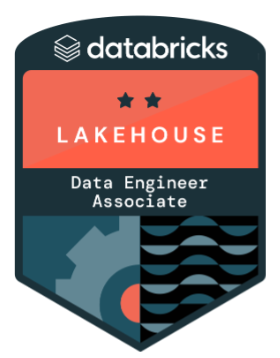 databricks
LAKEHOUSE
Data Engineer
Associate